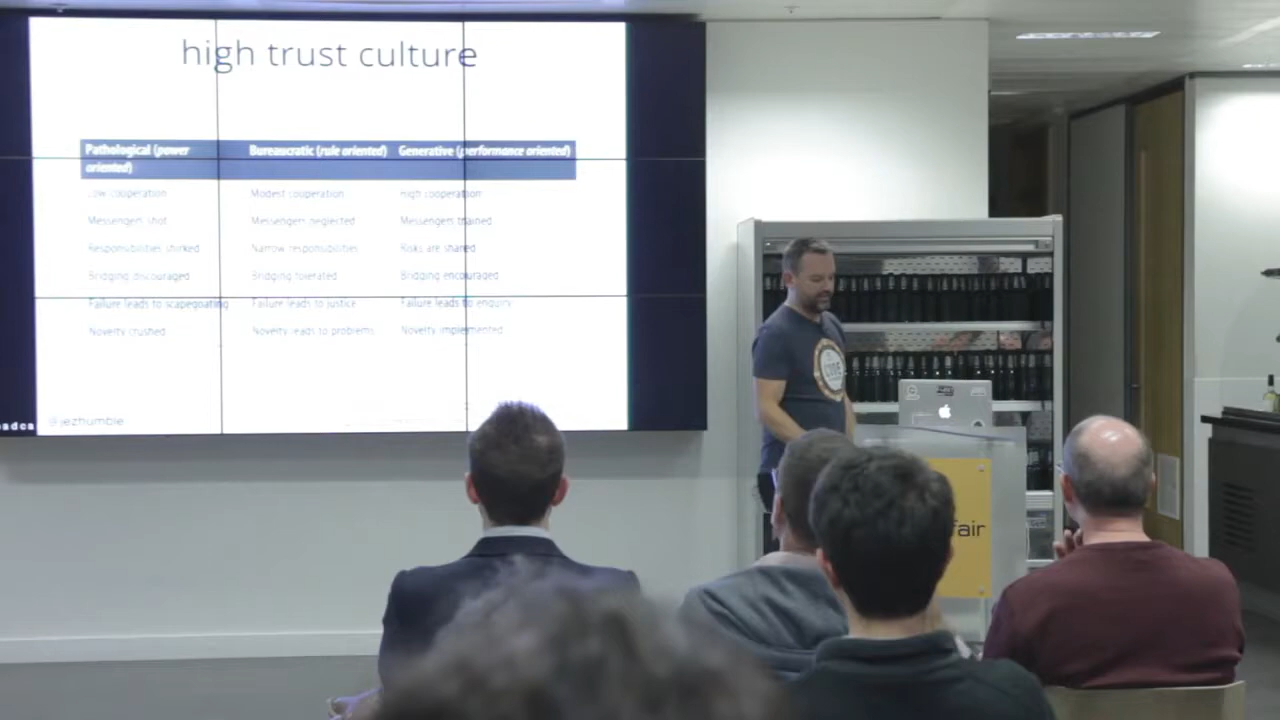 high trust culture
Pathological (power oriented) Bureaucratic (rule oriented) Generative (performance oriented)
Low cooperation Modest cooperation High cooperation
Messengers shot Messengers neglected Messengers trained
Responsibilities shirked Narrow responsibilities Risks are shared
Bridging discouraged Bridging tolerated Bridging encouraged
Failure leads to scapegoating Failure leads to justice Failure leads to enquiry
Novelty crushed Novelty leads to problems Novelty implemented
@jezhumble
CODE
fair